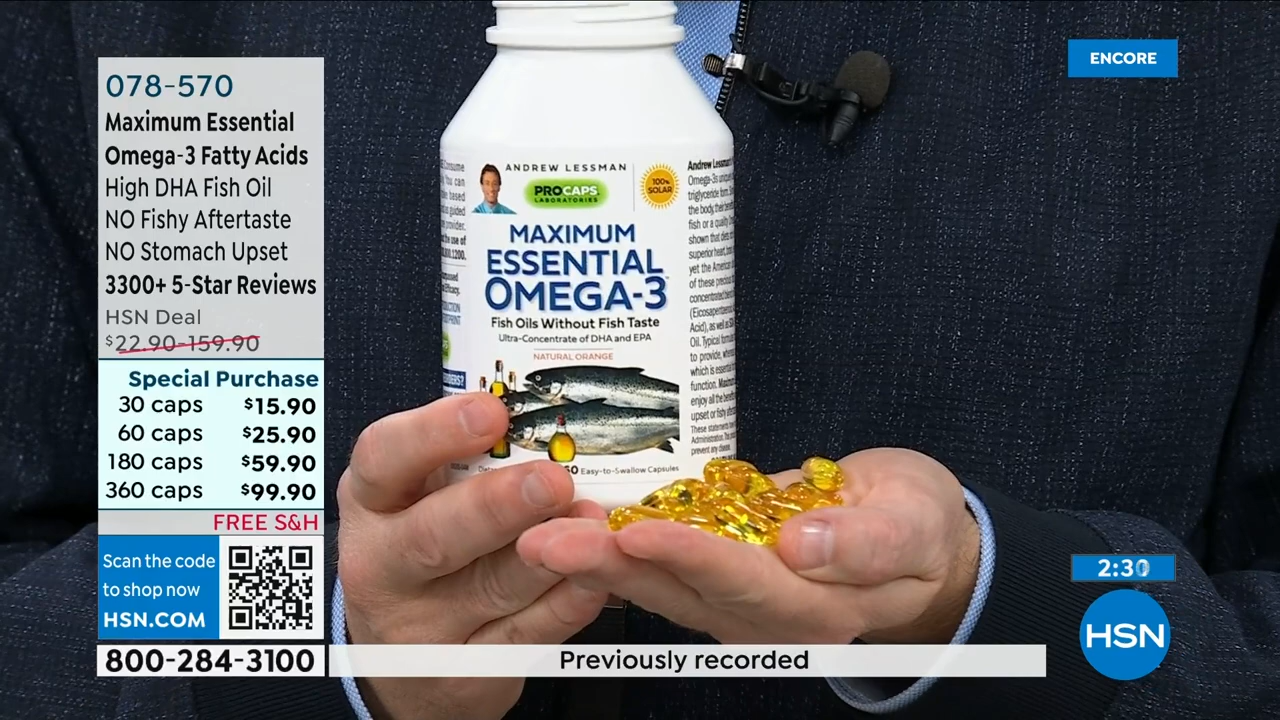 078-570
Maximum Essential
Omega-3 Fatty Acids
High DHA Fish Oil
NO Fishy Aftertaste
NO Stomach Upset
3300+ 5-Star Reviews
HSN Deal
$22.90-159.90
Special Purchase
30 caps $15.90
60 caps $25.90
180 caps $59.90
360 caps $99.90
FREE S&H
Scan the code
to shop now
HSN.COM
800-284-3100
Previously recorded
ENCORE
2:30
HSN
ANDREW LESSMAN
PROCAPS
LABORATORIES
100%
SOLAR
MAXIMUM
ESSENTIAL
OMEGA-3
Fish Oils Without Fish Taste
Ultra-Concentrate of DHA and EPA
NATURAL ORANGE
60 Easy-to-Swallow Capsules